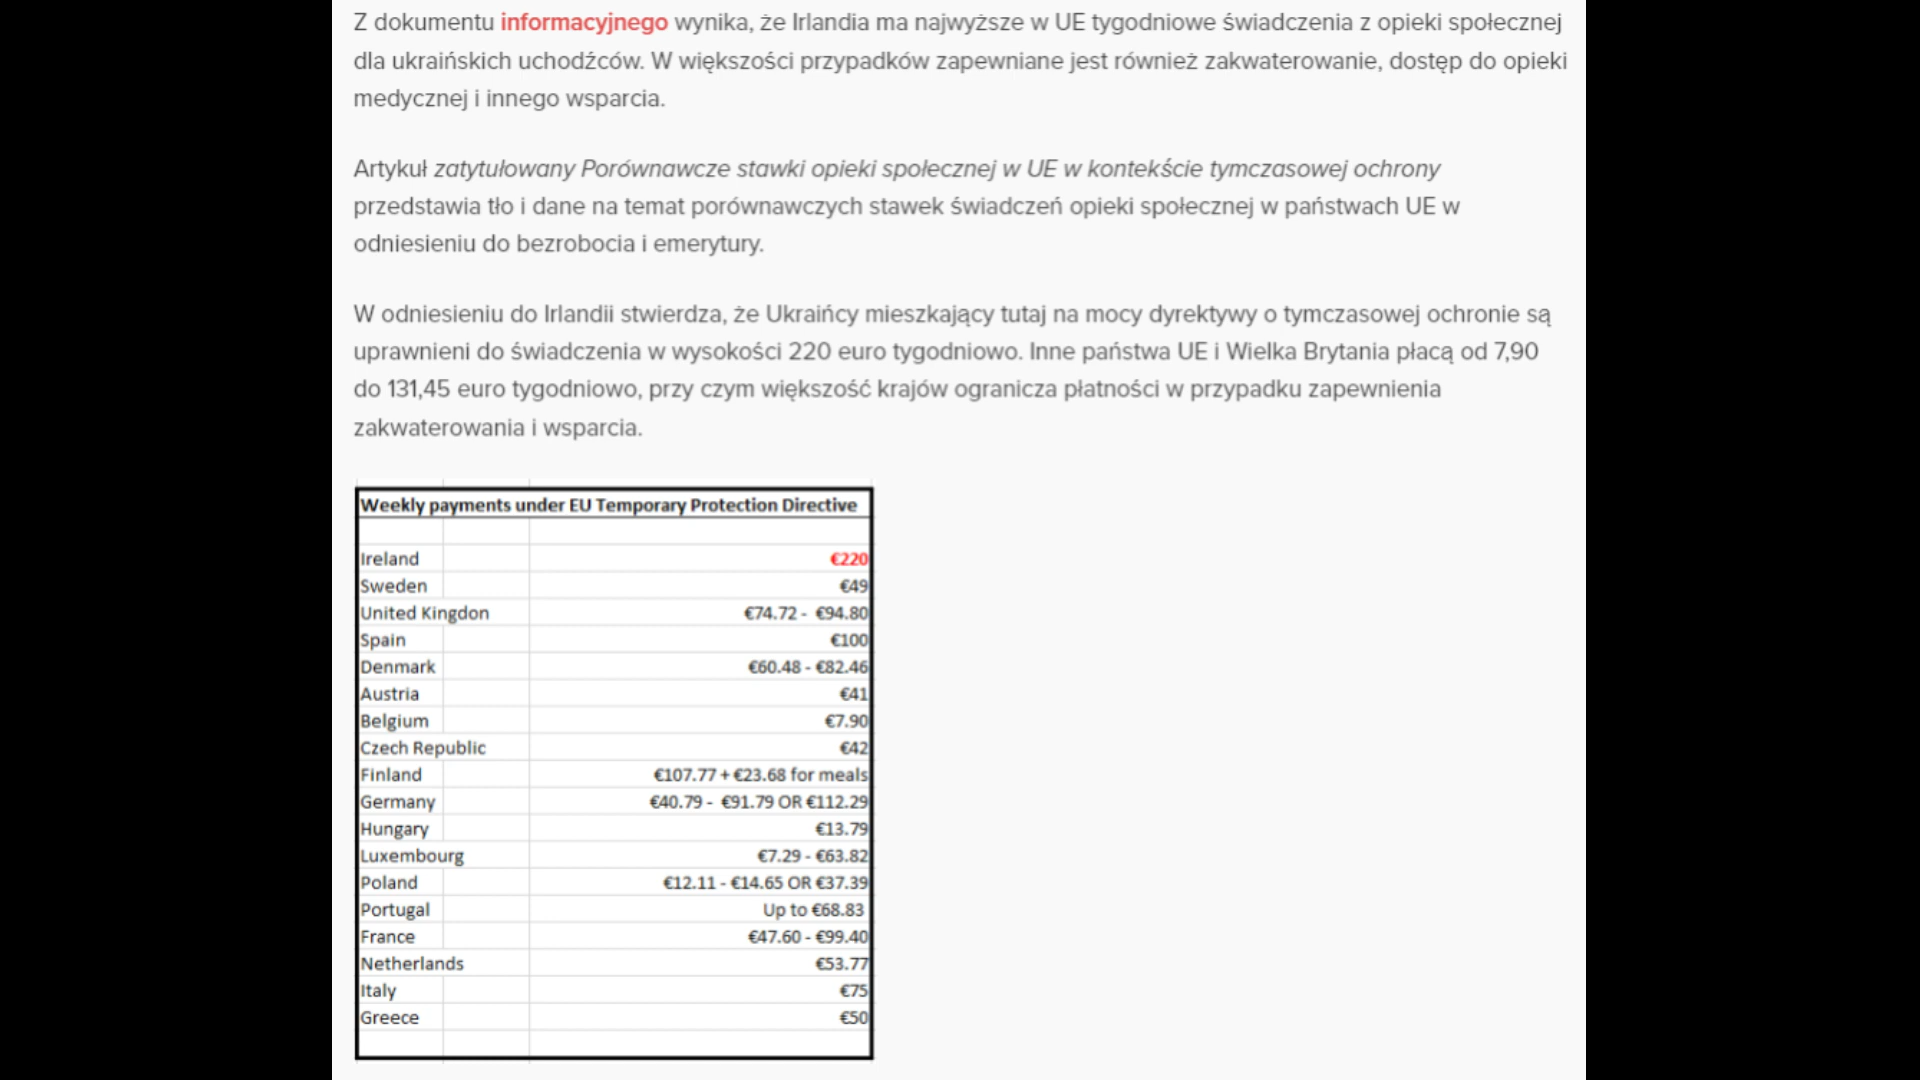 Z dokumentu informacyjnego wynika, że Irlandia ma najwyższe w UE tygodniowe świadczenia z opieki społecznej
dla ukraińskich uchodźców. W większości przypadków zapewniane jest również zakwaterowanie, dostęp do opieki
medycznej i innego wsparcia.
Artykuł zatytułowany Porównawcze stawki opieki społecznej w UE w kontekście tymczasowej ochrony
przedstawia tło i dane na temat porównawczych stawek świadczeń opieki społecznej w państwach UE w
odniesieniu do bezrobocia i emerytury.
W odniesieniu do Irlandii stwierdza, że Ukraińcy mieszkający tutaj na mocy dyrektywy o tymczasowej ochronie są
uprawnieni do świadczenia w wysokości 220 euro tygodniowo. Inne państwa UE i Wielka Brytania płacą od 7,90
do 131,45 euro tygodniowo, przy czym większość krajów ogranicza płatności w przypadku zapewnienia
zakwaterowania i wsparcia.
Weekly payments under EU Temporary Protection Directive
Ireland €220
Sweden €49
United Kingdon €74.72 - €94.80
Spain €100
Denmark €60.48 - €82.46
Austria €41
Belgium €7.90
Czech Republic €42
Finland €107.77 + €23.68 for meals
Germany €40.79 - €91.79 OR €112.29
Hungary €13.79
Luxembourg €7.29 - €63.82
Poland €12.11 - €14.65 OR €37.39
Portugal Up to €68.83
France €47.60 - €99.40
Netherlands €53.77
Italy €75
Greece €50